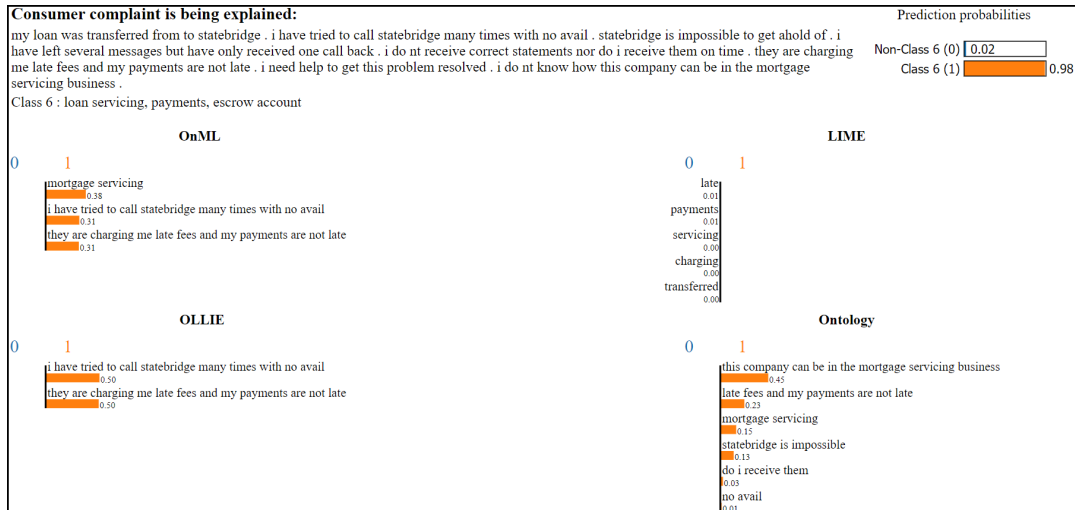 Consumer complaint is being explained:
my loan was transferred from to statebridge . i have tried to call statebridge many times with no avail . statebridge is impossible to get ahold of . i
have left several messages but have only received one call back . i do nt receive correct statements nor do i receive them on time . they are charging
me late fees and my payments are not late . i need help to get this problem resolved . i do not know how this company can be in the mortgage
servicing business .
Class 6 : loan servicing, payments, escrow account
Prediction probabilities
Non-Class 6 (0) 0.02
Class 6 (1) 0.98
OnML
0 1
mortgage servicing
0.38
i have tried to call statebridge many times with no avail
0.31
they are charging me late fees and my payments are not late
0.31
LIME
0 1
late
0.01
payments
0.01
servicing
0.00
charging
0.00
transferred
0.00
OLLIE
0 1
i have tried to call statebridge many times with no avail
0.50
they are charging me late fees and my payments are not late
0.50
Ontology
0 1
this company can be in the mortgage servicing business
0.45
late fees and my payments are not late
0.23
mortgage servicing
0.15
statebridge is impossible
0.13
do i receive them
0.03
no avail
0.01